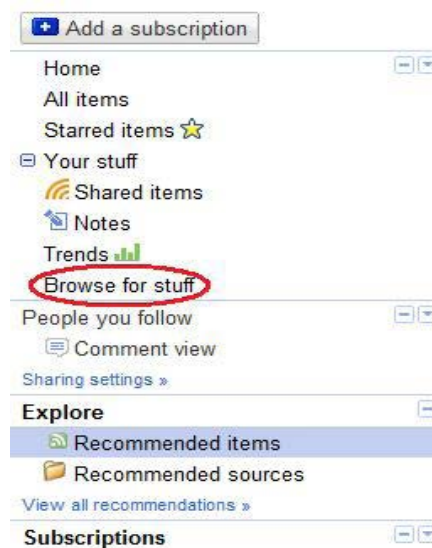 Add a subscription
Home
All items
Starred items
Your stuff
Shared items
Notes
Trends
Browse for stuff
People you follow
Comment view
Sharing settings »
Explore
Recommended items
Recommended sources
View all recommendations »
Subscriptions